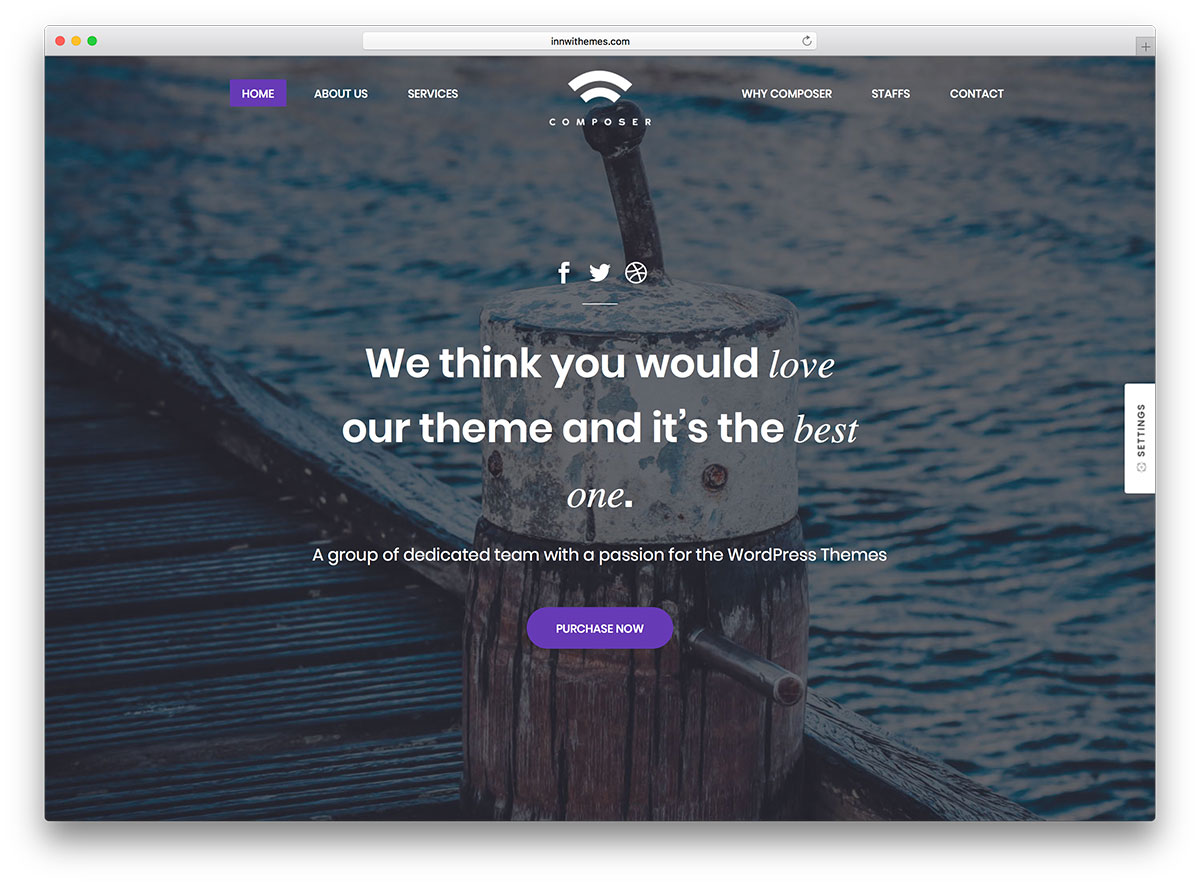 innwithemes.com
HOME
ABOUT US
SERVICES
COMPOSER
WHY COMPOSER
STAFFS
CONTACT
We think you would love
our theme and it’s the best
one.
SETTINGS
A group of dedicated team with a passion for the WordPress Themes
PURCHASE NOW